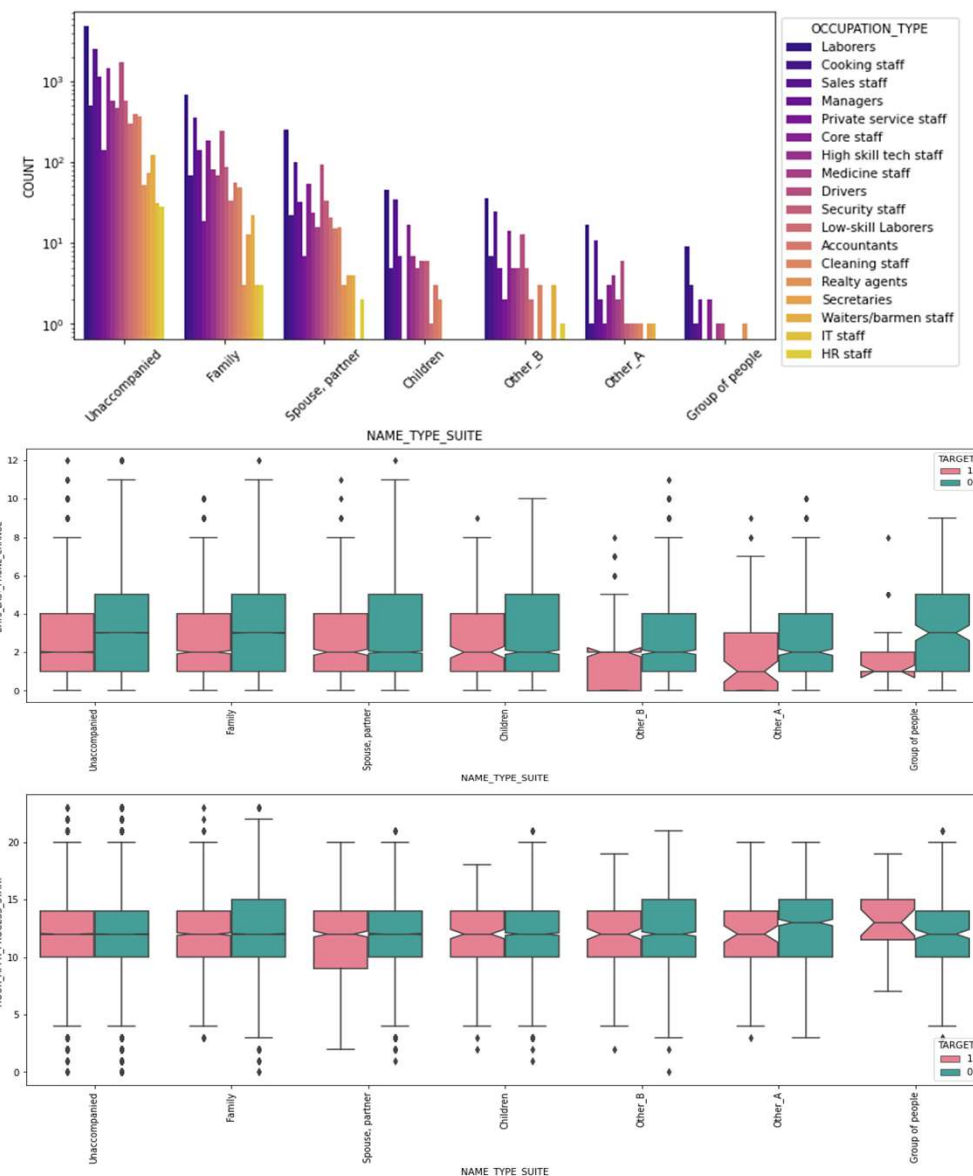 OCCUPATION_TYPE
Laborers
Cooking staff
Sales staff
Managers
Private service staff
Core staff
High skill tech staff
Medicine staff
Drivers
Security staff
Low-skill Laborers
Accountants
Cleaning staff
Realty agents
Secretaries
Waiters/barmen staff
IT staff
HR staff
COUNT
10³
10²
10¹
10⁰
Unaccompanied
Family
Spouse, partner
Children
Other_B
Other_A
Group of people
NAME_TYPE_SUITE
12
10
8
6
4
2
0
TARGET
1
0
Unaccompanied
Family
Spouse, partner
Children
Other_B
Other_A
Group of people
NAME_TYPE_SUITE
20
15
10
5
0
TARGET
1
0
Unaccompanied
Family
Spouse, partner
Children
Other_B
Other_A
Group of people
NAME_TYPE_SUITE